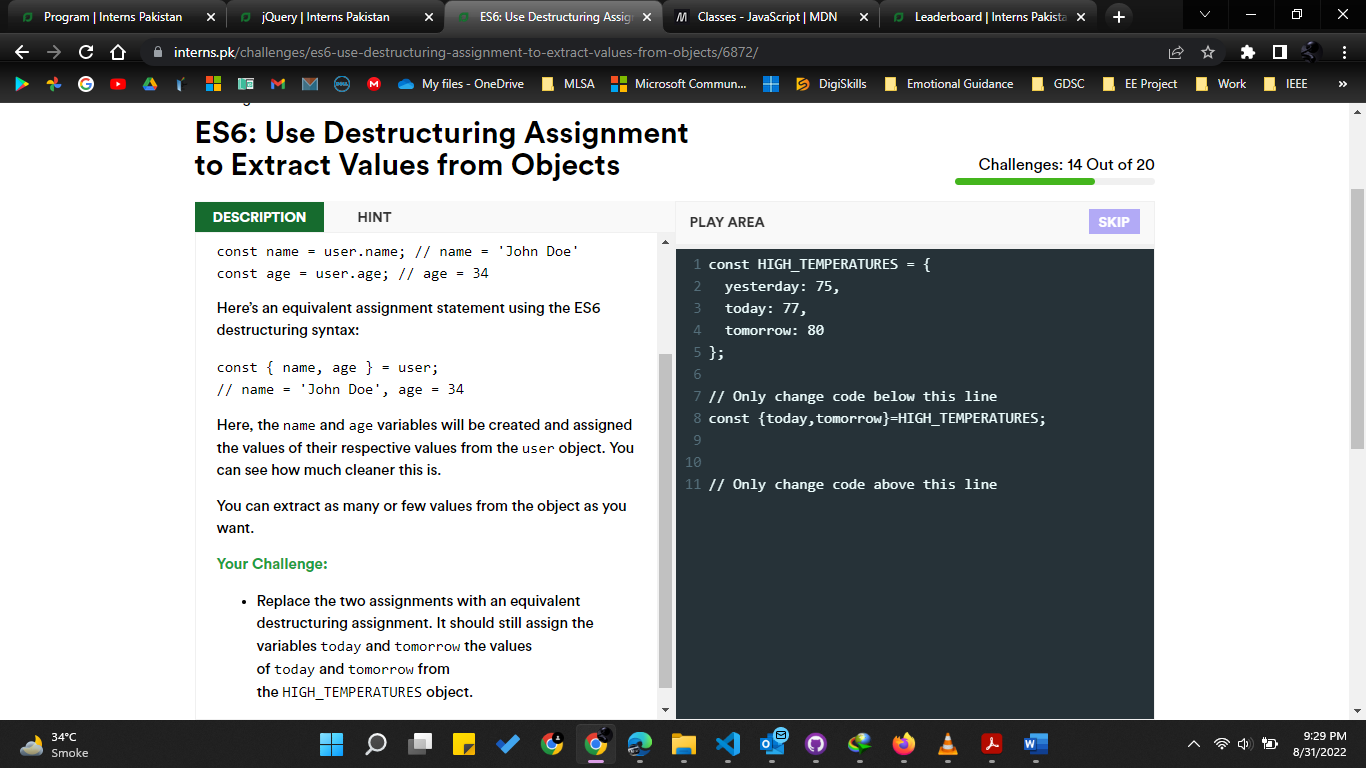 Program | Interns Pakistan
jQuery | Interns Pakistan
ES6: Use Destructuring Assig
Classes - JavaScript | MDN
Leaderboard | Interns Pakista
interns.pk/challenges/es6-use-destructuring-assignment-to-extract-values-from-objects/6872/
My files - OneDrive
MLSA
Microsoft Commun...
DigiSkills
Emotional Guidance
GDSC
EE Project
Work
IEEE
»
ES6: Use Destructuring Assignment
to Extract Values from Objects
Challenges: 14 Out of 20
DESCRIPTION
HINT
const name = user.name; // name = 'John Doe'
const age = user.age; // age = 34
Here’s an equivalent assignment statement using the ES6
destructuring syntax:
const { name, age } = user;
// name = 'John Doe', age = 34
Here, the name and age variables will be created and assigned
the values of their respective values from the user object. You
can see how much cleaner this is.
You can extract as many or few values from the object as you
want.
Your Challenge:
• Replace the two assignments with an equivalent
destructuring assignment. It should still assign the
variables today and tomorrow the values
of today and tomorrow from
the HIGH_TEMPERATURES object.
PLAY AREA
SKIP
1 const HIGH_TEMPERATURES = {
2 yesterday: 75,
3 today: 77,
4 tomorrow: 80
5 };
6
7 // Only change code below this line
8 const {today,tomorrow}=HIGH_TEMPERATURES;
9
10
11 // Only change code above this line
34°C
Smoke
9:29 PM
8/31/2022